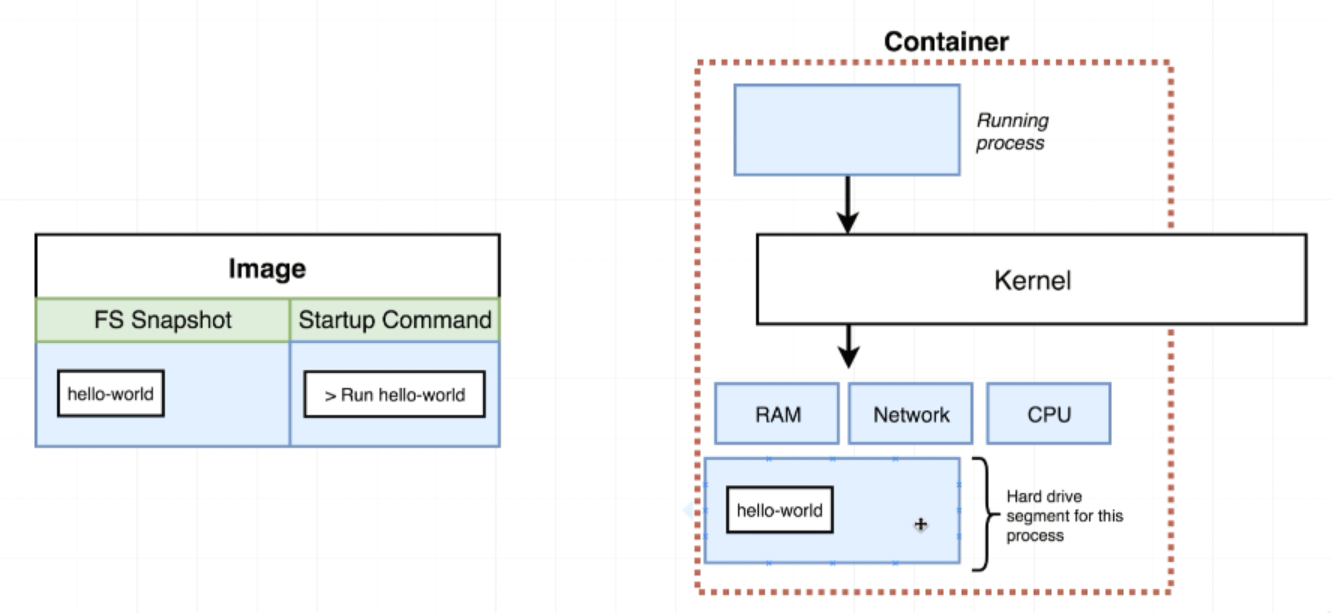 Container
Running
process
Kernel
Image
FS Snapshot
Startup Command
hello-world
> Run hello-world
RAM
Network
CPU
hello-world
Hard drive
segment for this
process